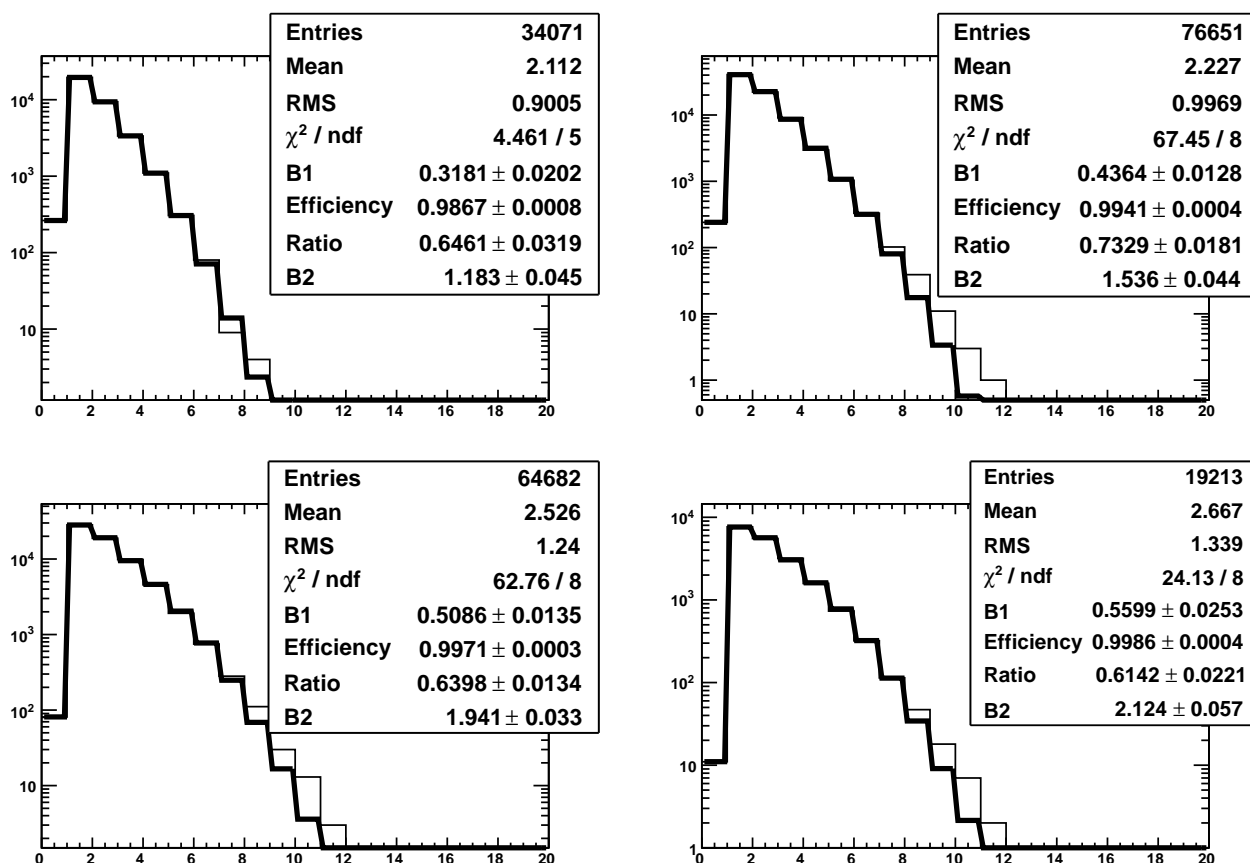 Entries 34071
Mean 2.112
RMS 0.9005
χ² / ndf 4.461 / 5
B1 0.3181 ± 0.0202
Efficiency 0.9867 ± 0.0008
Ratio 0.6461 ± 0.0319
B2 1.183 ± 0.045
10⁴
10³
10²
10
0 2 4 6 8 10 12 14 16 18 20
Entries 76651
Mean 2.227
RMS 0.9969
χ² / ndf 67.45 / 8
B1 0.4364 ± 0.0128
Efficiency 0.9941 ± 0.0004
Ratio 0.7329 ± 0.0181
B2 1.536 ± 0.044
10⁴
10³
10²
10
1
0 2 4 6 8 10 12 14 16 18 20
Entries 64682
Mean 2.526
RMS 1.24
χ² / ndf 62.76 / 8
B1 0.5086 ± 0.0135
Efficiency 0.9971 ± 0.0003
Ratio 0.6398 ± 0.0134
B2 1.941 ± 0.033
10⁴
10³
10²
10
0 2 4 6 8 10 12 14 16 18 20
Entries 19213
Mean 2.667
RMS 1.339
χ² / ndf 24.13 / 8
B1 0.5599 ± 0.0253
Efficiency 0.9986 ± 0.0004
Ratio 0.6142 ± 0.0221
B2 2.124 ± 0.057
10⁴
10³
10²
10
1
0 2 4 6 8 10 12 14 16 18 20